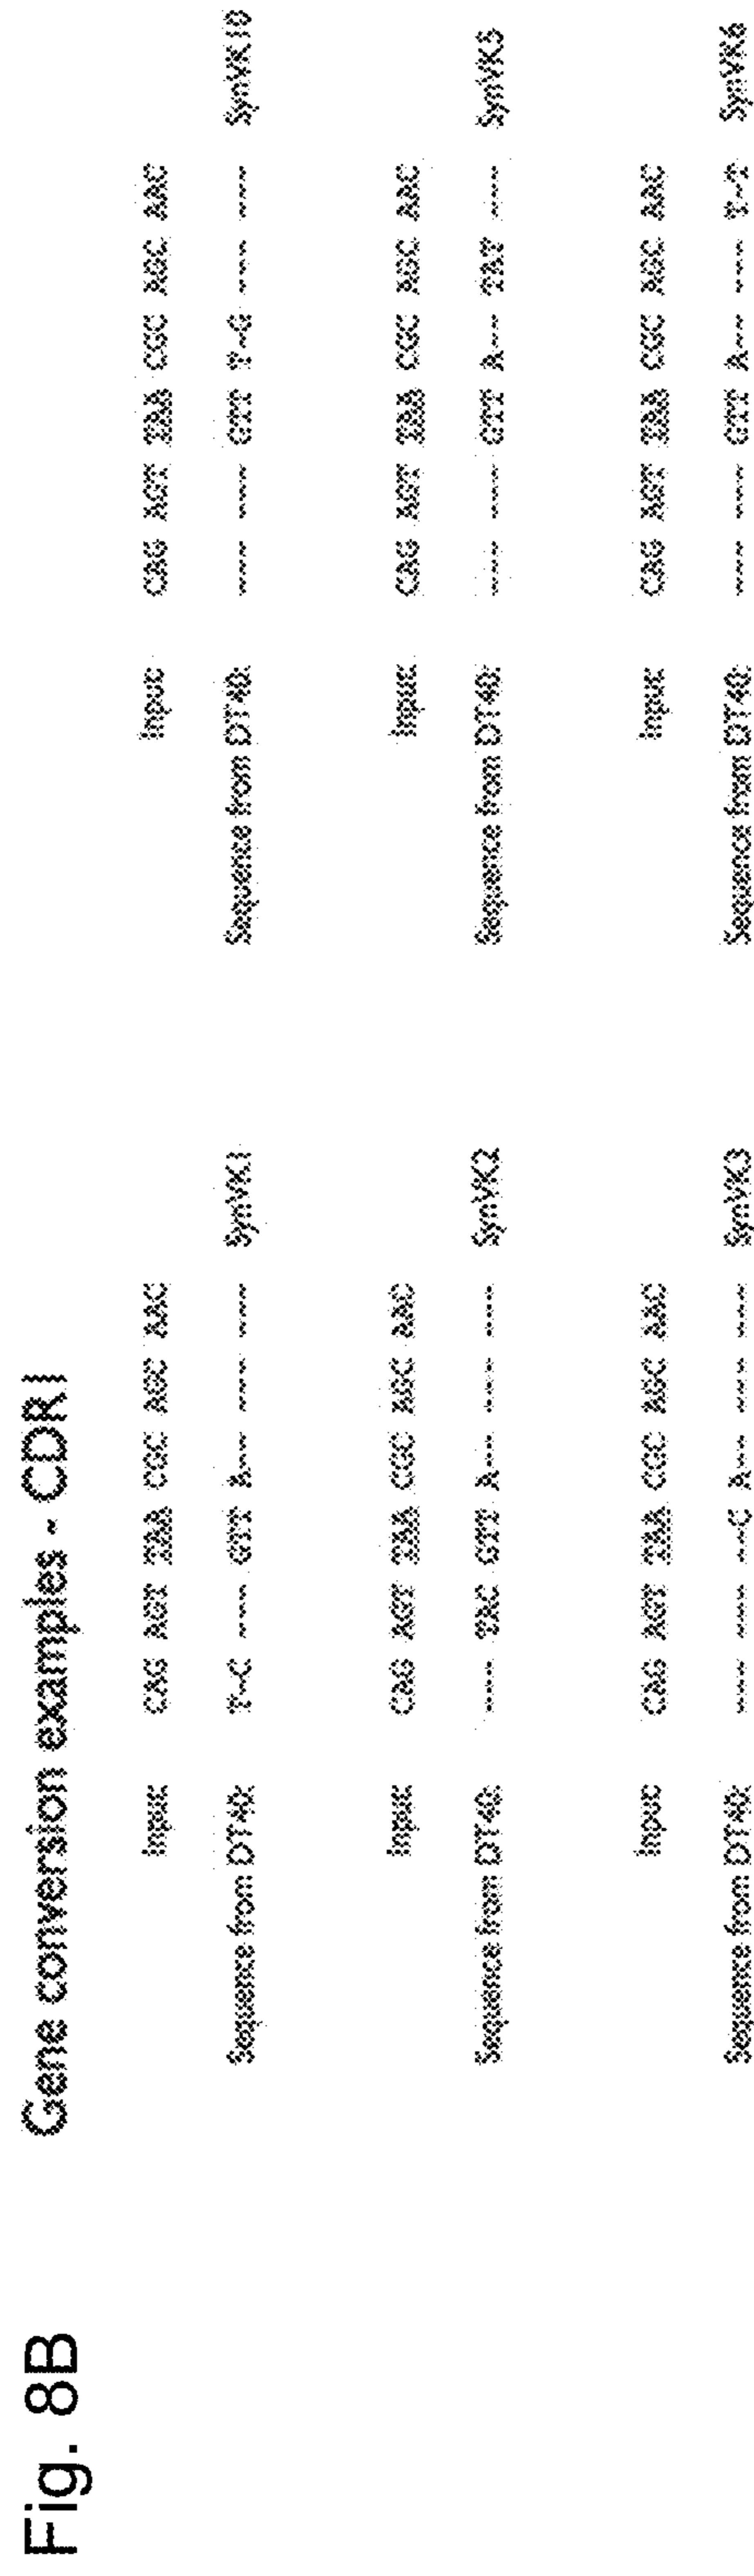 Fig. 8B
Gene conversion examples - CDR1
Input: CAG AGT TAA CGC AGC AAC
Sequence from DT40: T-C --- GTT A-- --- --- SynVK1
Input: CAG AGT TAA CGC AGC AAC
Sequence from DT40: --- TAC GTT A-- --- --- SynVK2
Input: CAG AGT TAA CGC AGC AAC
Sequence from DT40: --- --- --C A-- --- --- SynVK3
Input: CAG AGT TAA CGC AGC AAC
Sequence from DT40: --- --- GTT T-G --- --- SynVK10
Input: CAG AGT TAA CGC AGC AAC
Sequence from DT40: --- --- GTT A-- TAT --- SynVK5
Input: CAG AGT TAA CGC AGC AAC
Sequence from DT40: --- --- GTT A-- --- T-T SynVK6